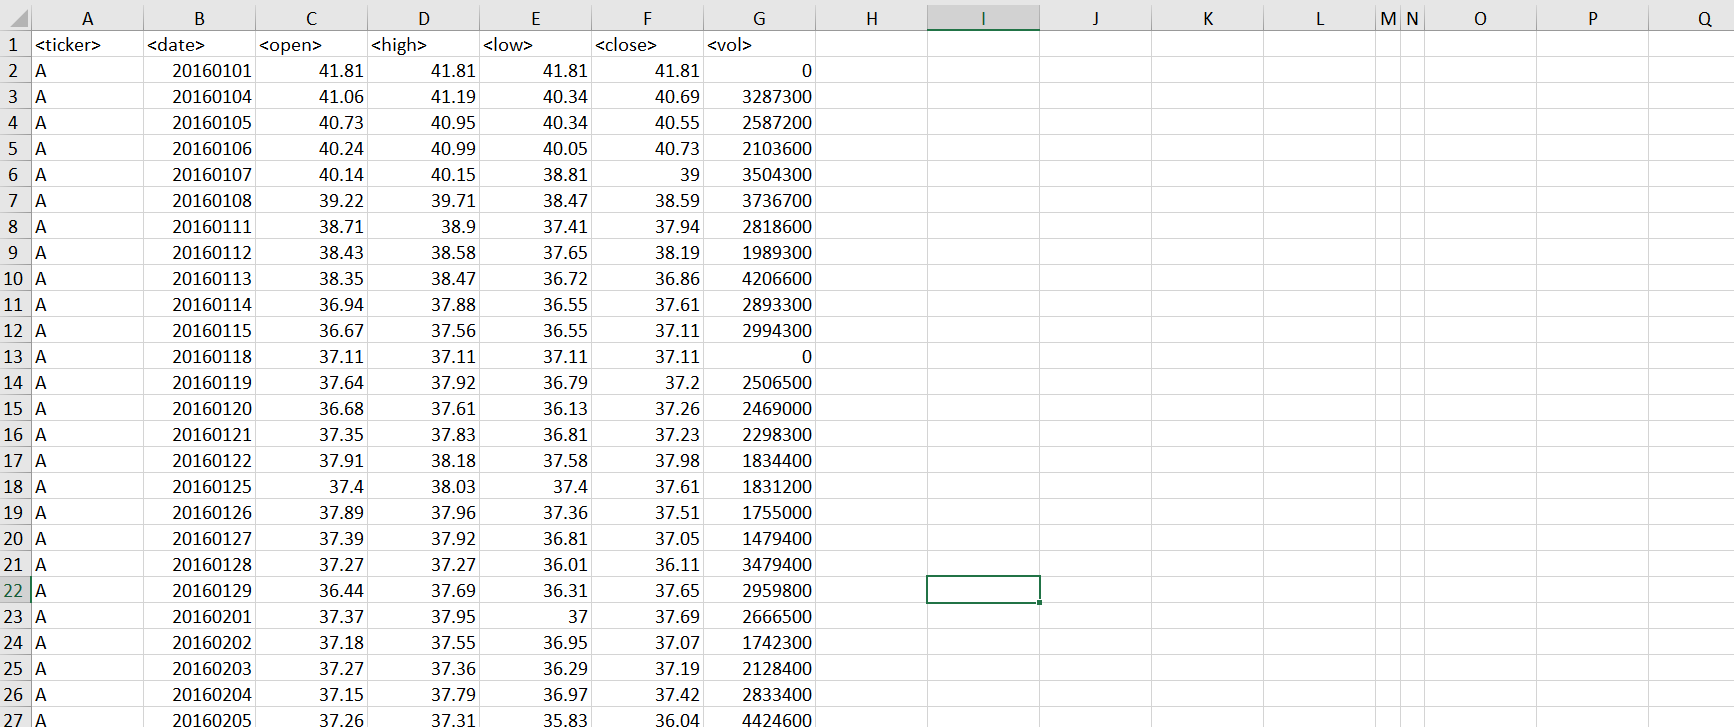 A B C D E F G H I J K L M N O P Q
1 <ticker> <date> <open> <high> <low> <close> <vol>
2 A 20160101 41.81 41.81 41.81 41.81 0
3 A 20160104 41.06 41.19 40.34 40.69 3287300
4 A 20160105 40.73 40.95 40.34 40.55 2587200
5 A 20160106 40.24 40.99 40.05 40.73 2103600
6 A 20160107 40.14 40.15 38.81 39 3504300
7 A 20160108 39.22 39.71 38.47 38.59 3736700
8 A 20160111 38.71 38.9 37.41 37.94 2818600
9 A 20160112 38.43 38.58 37.65 38.19 1989300
10 A 20160113 38.35 38.47 36.72 36.86 4206600
11 A 20160114 36.94 37.88 36.55 37.61 2893300
12 A 20160115 36.67 37.56 36.55 37.11 2994300
13 A 20160118 37.11 37.11 37.11 37.11 0
14 A 20160119 37.64 37.92 36.79 37.2 2506500
15 A 20160120 36.68 37.61 36.13 37.26 2469000
16 A 20160121 37.35 37.83 36.81 37.23 2298300
17 A 20160122 37.91 38.18 37.58 37.98 1834400
18 A 20160125 37.4 38.03 37.4 37.61 1831200
19 A 20160126 37.89 37.96 37.36 37.51 1755000
20 A 20160127 37.39 37.92 36.81 37.05 1479400
21 A 20160128 37.27 37.27 36.01 36.11 3479400
22 A 20160129 36.44 37.69 36.31 37.65 2959800
23 A 20160201 37.37 37.95 37 37.69 2666500
24 A 20160202 37.18 37.55 36.95 37.07 1742300
25 A 20160203 37.27 37.36 36.29 37.19 2128400
26 A 20160204 37.15 37.79 36.97 37.42 2833400
27 A 20160205 37.26 37.31 35.83 36.04 4424600